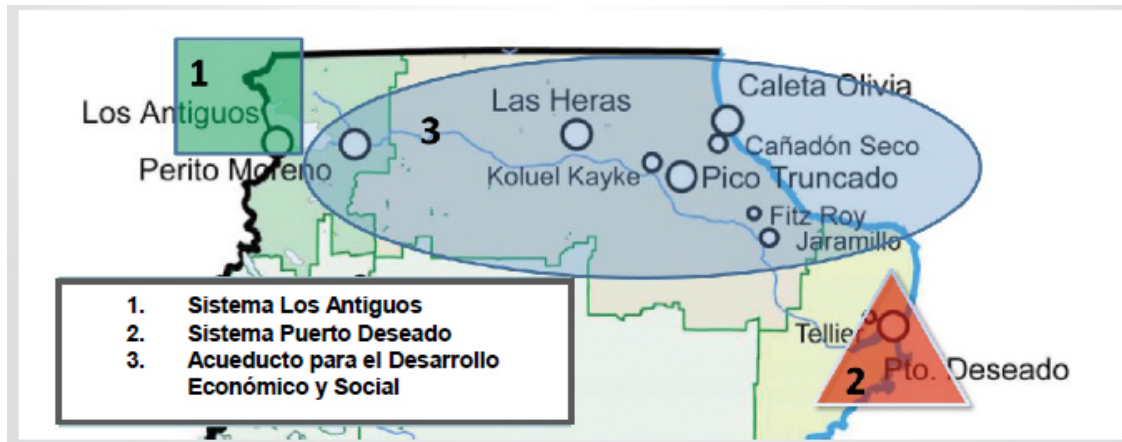 1
Los Antiguos
Perito Moreno
3
Las Heras
Koluel Kayke
Caleta Olivia
Cañadón Seco
Pico Truncado
Fitz Roy
Jaramillo
1. Sistema Los Antiguos
2. Sistema Puerto Deseado
3. Acueducto para el Desarrollo
Económico y Social
Tellier
2
Pto. Deseado